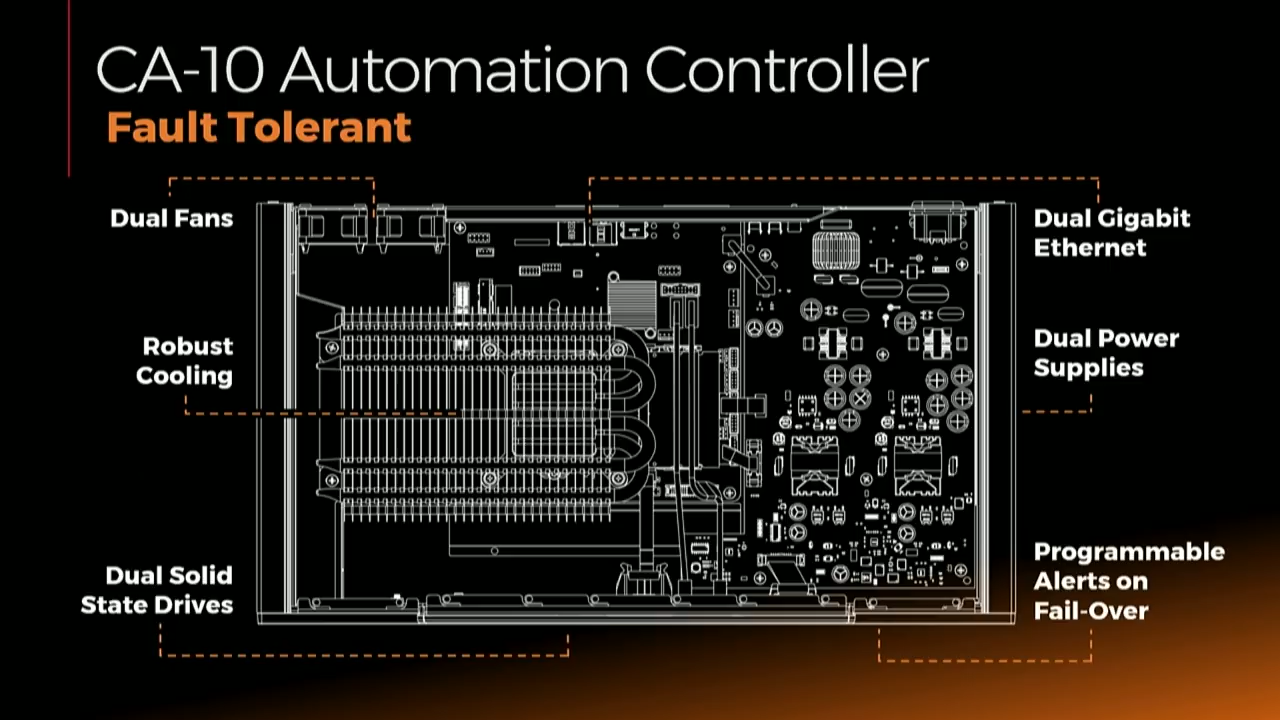 CA-10 Automation Controller
Fault Tolerant
Dual Fans
Dual Gigabit
Ethernet
Robust
Cooling
Dual Power
Supplies
Dual Solid
State Drives
Programmable
Alerts on
Fail-Over